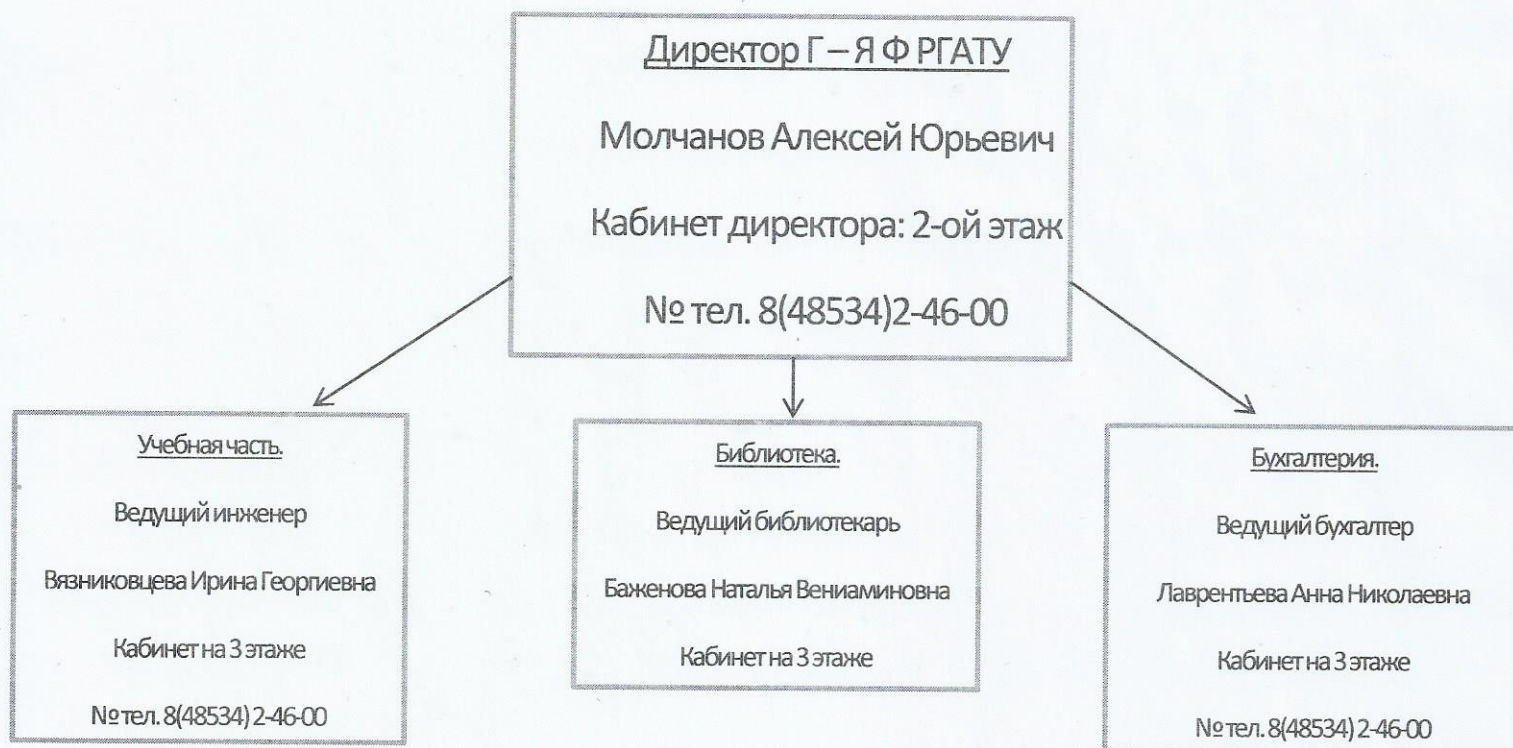 Директор Г – Я Ф РГАТУ
Молчанов Алексей Юрьевич
Кабинет директора: 2-ой этаж
№ тел. 8(48534)2-46-00
Учебная часть.
Ведущий инженер
Вязниковцева Ирина Георгиевна
Кабинет на 3 этаже
№ тел. 8(48534) 2-46-00
Библиотека.
Ведущий библиотекарь
Баженова Наталья Вениаминовна
Кабинет на 3 этаже
Бухгалтерия.
Ведущий бухгалтер
Лаврентьева Анна Николаевна
Кабинет на 3 этаже
№ тел. 8(48534) 2-46-00